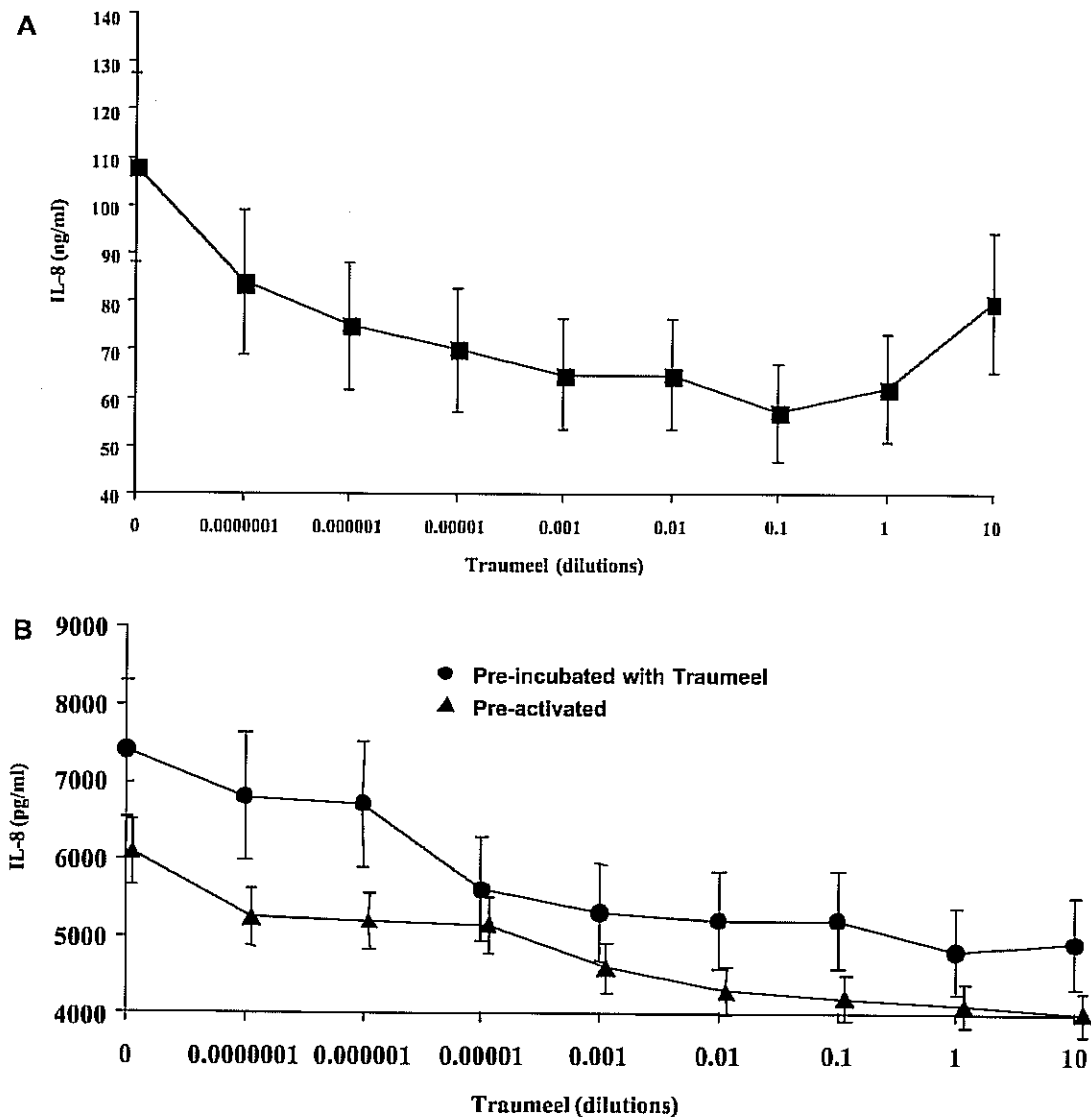 A
140
130
120
110
100
90
80
70
60
50
40
IL-8 (ng/ml)
0 0.0000001 0.000001 0.00001 0.001 0.01 0.1 1 10
Traumeel (dilutions)
B
9000
8000
7000
6000
5000
4000
IL-8 (pg/ml)
Pre-incubated with Traumeel
Pre-activated
0 0.0000001 0.000001 0.00001 0.001 0.01 0.1 1 10
Traumeel (dilutions)